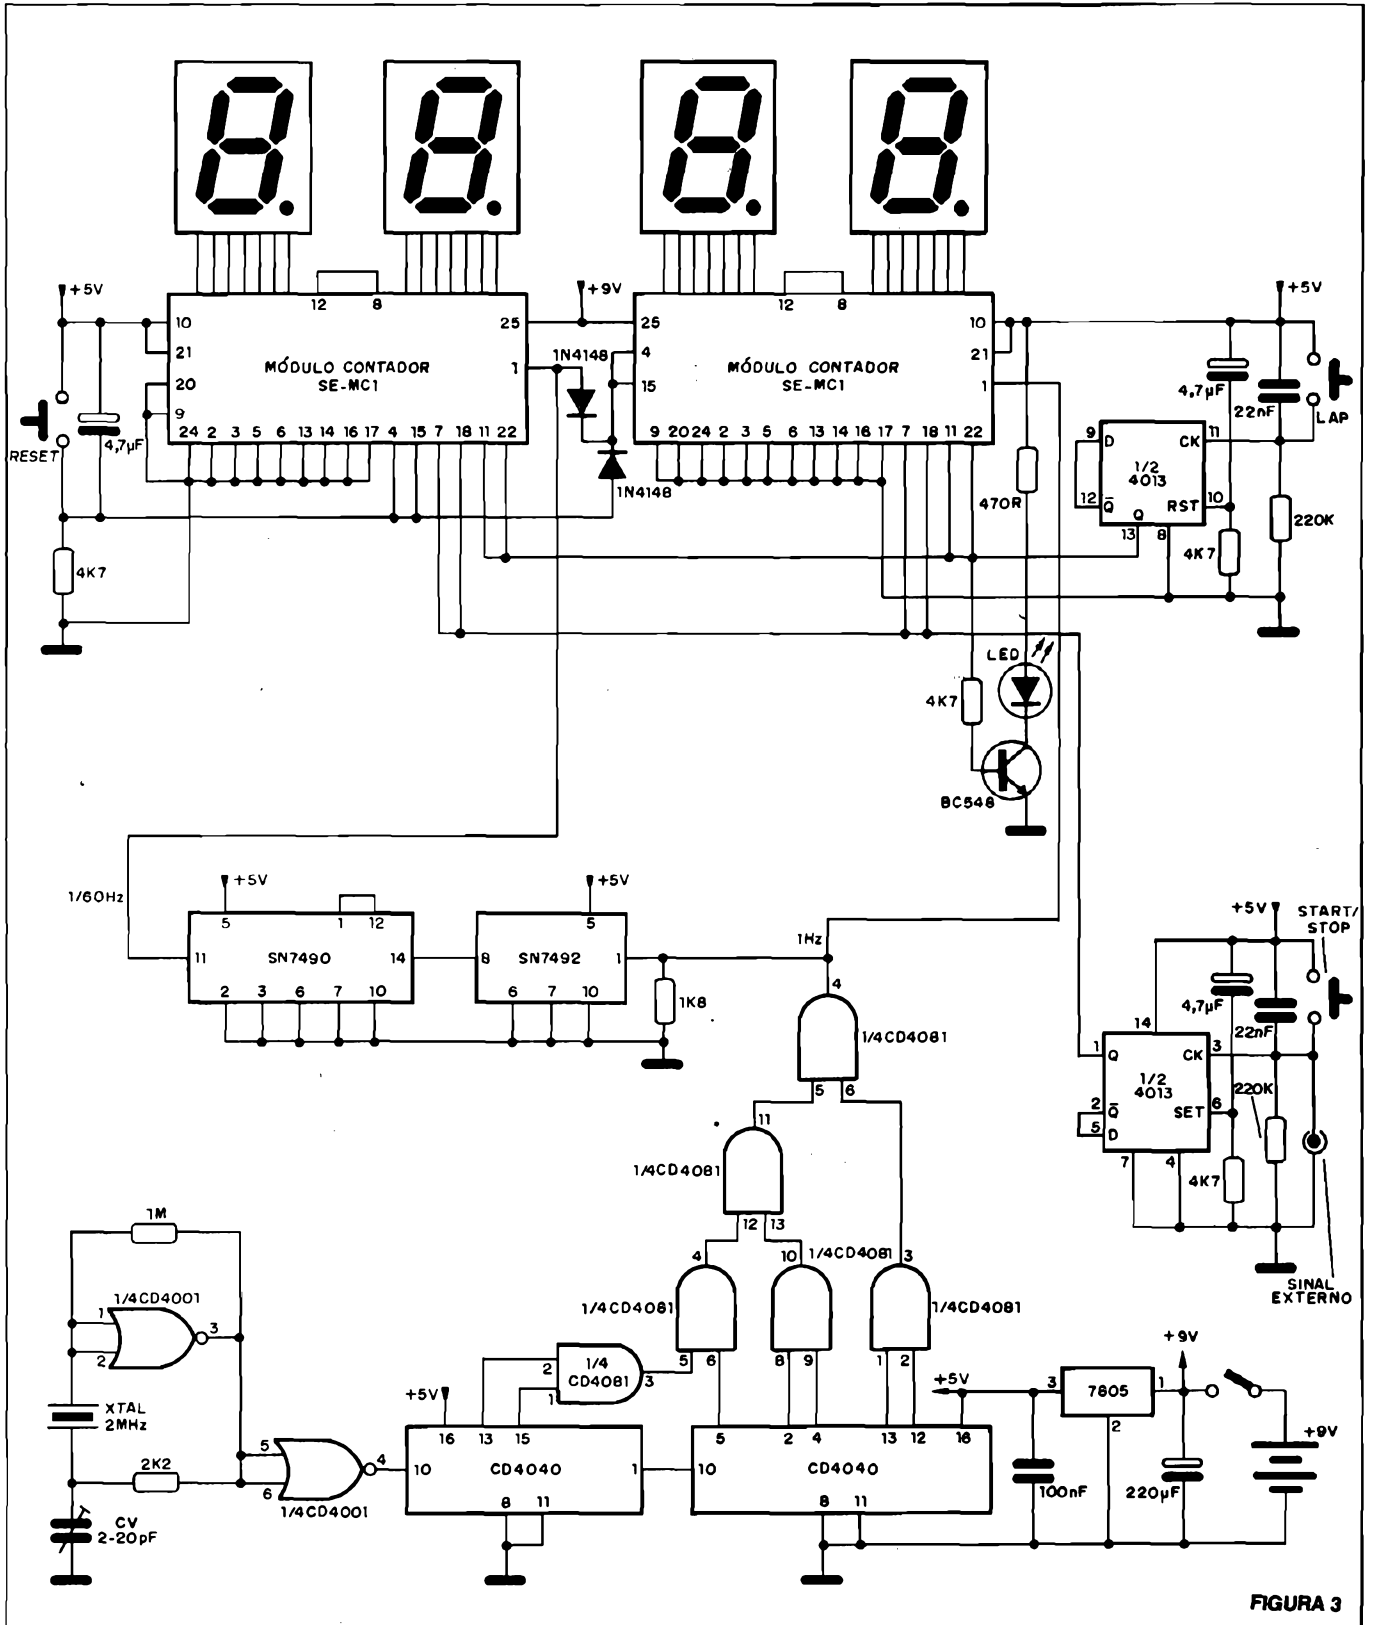 +5V
12 8
+9V
12 8
+5V
10
21
20
9
MÓDULO CONTADOR
SE-MC1
25
1
24 2 3 5 6 13 14 16 17 4 15 7 18 11 22
1N4148
1N4148
25
4
15
MÓDULO CONTADOR
SE-MC1
10
21
1
9 20 24 2 3 5 6 13 14 16 17 7 18 11 22
RESET
4,7µF
4K7
4,7µF
22nF
LAP
9 D
CK 11
1/2
4013
12 Q̅
RST 10
Q
13 8
4K7
220K
470R
LED
4K7
BC548
1/60Hz
+5V
5 1 12
11 SN7490 14
2 3 6 7 10
+5V
5
8 SN7492 1
6 7 10
1K8
1Hz
4
1/4CD4081
5 6
11
1/4CD4081
12 13
4
1/4CD4081
5 6
10
1/4CD4081
8 9
3
1/4CD4081
1 2
+5V
START/
STOP
4,7µF
22nF
14
1 Q
CK 3
1/2
4013
2 Q̅
5 D
SET 6
7 4
4K7
220K
SINAL
EXTERNO
1M
1/4CD4001
1
2
3
XTAL
2MHz
2K2
CV
2-20pF
5
6
4
1/4CD4001
2
1
1/4
CD4081
3
+5V
16 13 15
10 CD4040 1
8 11
5 2 4 13 12 16
10 CD4040
8 11
+5V
3 7805 1
2
+9V
+9V
100nF
220µF
FIGURA 3